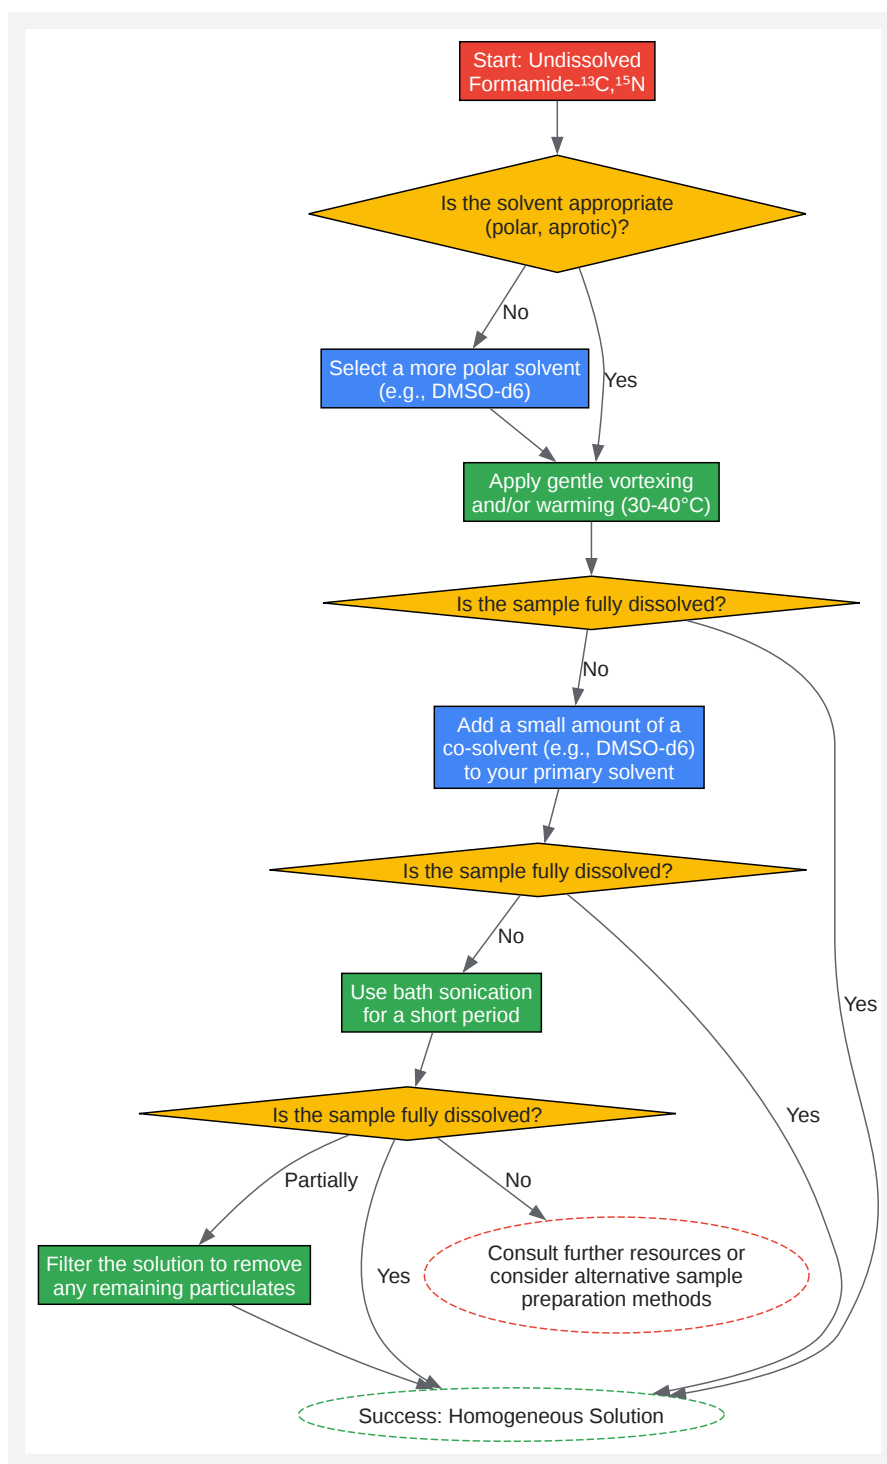 Start: Undissolved
Formamide-¹³C,¹⁵N
Is the solvent appropriate
(polar, aprotic)?
No
Select a more polar solvent
(e.g., DMSO-d6)
Yes
Apply gentle vortexing
and/or warming (30-40°C)
Is the sample fully dissolved?
No
Add a small amount of a
co-solvent (e.g., DMSO-d6)
to your primary solvent
Is the sample fully dissolved?
No
Use bath sonication
for a short period
Yes
Is the sample fully dissolved?
Yes
Partially
No
Filter the solution to remove
any remaining particulates
Yes
Consult further resources or
consider alternative sample
preparation methods
Success: Homogeneous Solution